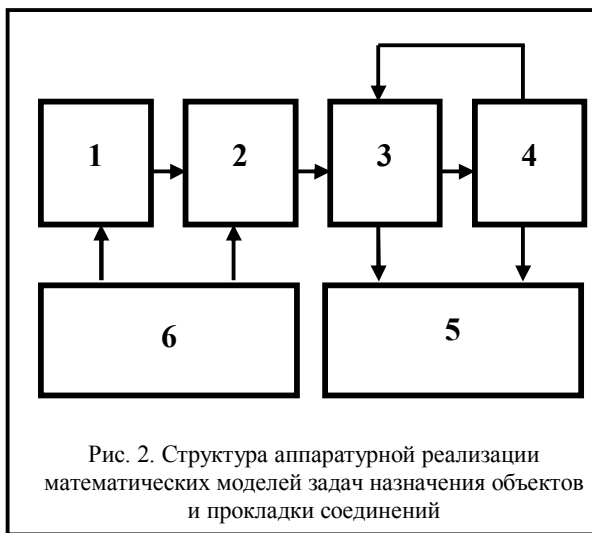 1 2 3 4
6 5
Рис. 2. Структура аппаратурной реализации
математических моделей задач назначения объектов
и прокладки соединений